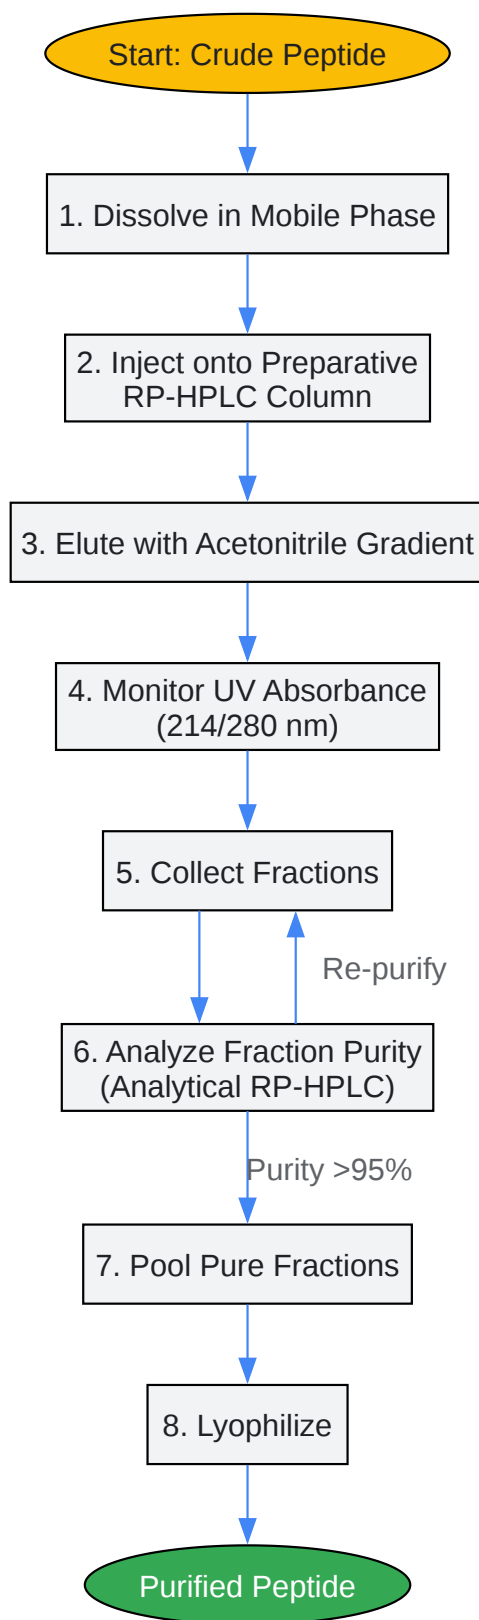 Start: Crude Peptide
1. Dissolve in Mobile Phase
2. Inject onto Preparative
RP-HPLC Column
3. Elute with Acetonitrile Gradient
4. Monitor UV Absorbance
(214/280 nm)
5. Collect Fractions
Re-purify
6. Analyze Fraction Purity
(Analytical RP-HPLC)
Purity >95%
7. Pool Pure Fractions
8. Lyophilize
Purified Peptide